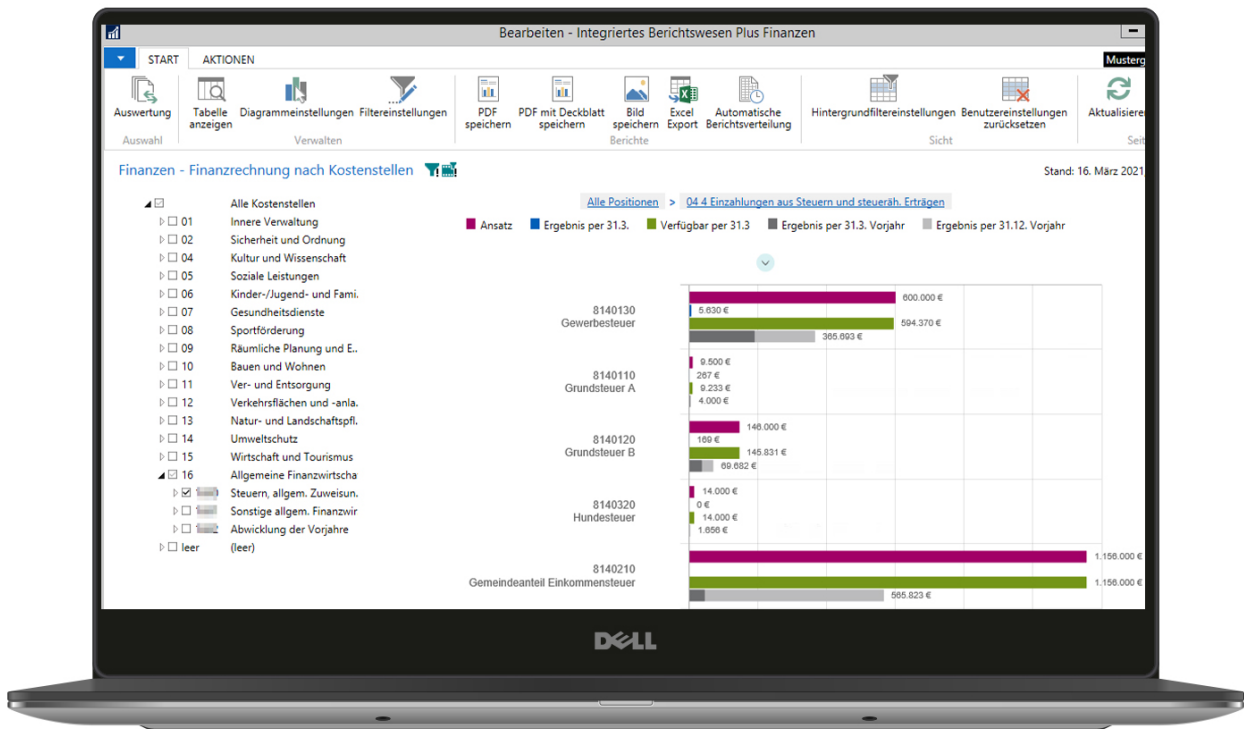 Bearbeiten - Integriertes Berichtswesen Plus Finanzen
START AKTIONEN
Musterg
Auswertung
Tabelle anzeigen
Diagrammeinstellungen
Filtereinstellungen
PDF speichern
PDF mit Deckblatt speichern
Bild speichern
Excel Export
Automatische Berichtsverteilung
Hintergrundfiltereinstellungen
Benutzereinstellungen zurücksetzen
Aktualisieren
Auswahl
Verwalten
Berichte
Sicht
Seit
Finanzen - Finanzrechnung nach Kostenstellen
Stand: 16. März 2021
Alle Kostenstellen
01 Innere Verwaltung
02 Sicherheit und Ordnung
04 Kultur und Wissenschaft
05 Soziale Leistungen
06 Kinder-/Jugend- und Fami.
07 Gesundheitsdienste
08 Sportförderung
09 Räumliche Planung und E..
10 Bauen und Wohnen
11 Ver- und Entsorgung
12 Verkehrsflächen und -anla.
13 Natur- und Landschaftspfl.
14 Umweltschutz
15 Wirtschaft und Tourismus
16 Allgemeine Finanzwirtscha
Steuern, allgem. Zuweisun.
Sonstige allgem. Finanzwir
Abwicklung der Vorjahre
leer (leer)
Alle Positionen > 04 4 Einzahlungen aus Steuern und steueräh. Erträgen
Ansatz Ergebnis per 31.3. Verfügbar per 31.3 Ergebnis per 31.3. Vorjahr Ergebnis per 31.12. Vorjahr
8140130
Gewerbesteuer
600.000 €
5.630 €
594.370 €
365.693 €
8140110
Grundsteuer A
9.500 €
267 €
9.233 €
4.000 €
8140120
Grundsteuer B
146.000 €
169 €
145.831 €
69.682 €
8140320
Hundesteuer
14.000 €
0 €
14.000 €
1.656 €
8140210
Gemeindeanteil Einkommensteuer
1.156.000 €
1.156.000 €
565.823 €
DELL